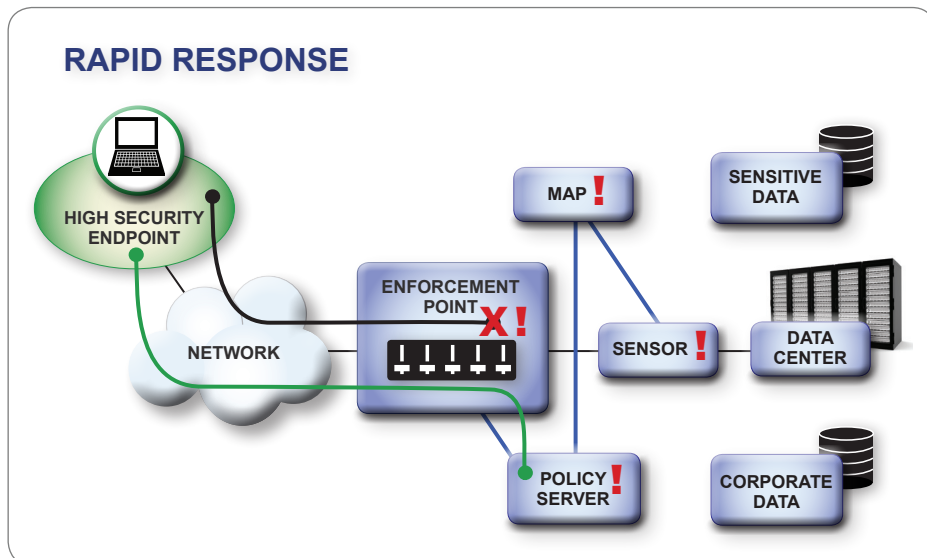 RAPID RESPONSE
HIGH SECURITY
ENDPOINT
NETWORK
ENFORCEMENT
POINT
X!
MAP !
SENSOR !
POLICY !
SERVER
SENSITIVE
DATA
DATA
CENTER
CORPORATE
DATA